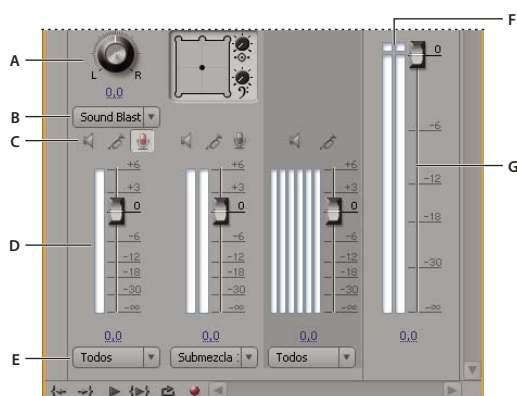 F
A
L R
0
0,0
B
Sound Blast
C
-6
+6 +6 +6
+3 +3 +3
0 0 0
-12
G
-18
D
-6 -6 -6
-12 -12 -12
-18 -18 -18
-30
-30 -30 -30
-∞ -∞ -∞ -∞
0,0 0,0 0,0 0,0
E
Todos Submezcla Todos